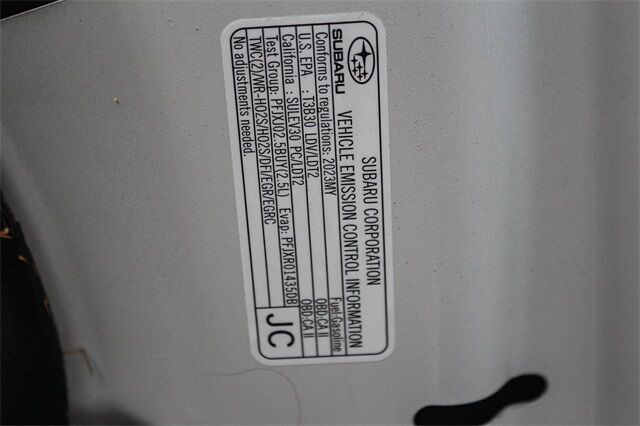 SUBARU
SUBARU CORPORATION
VEHICLE EMISSION CONTROL INFORMATION
Conforms to regulations: 2023MY Fuel:Gasoline
U.S. EPA : T3B30 LDV/LDT2 OBD:CA II
California : SULEV30 PC/LDT2 OBD:CA II
Test Group: PFJXJ02.5BUY(2.5L) Evap: PFJXR01435DB
TWC(2)/WR-HO2S/HO2S/DFI/EGR/EGRC
No adjustments needed.
JC